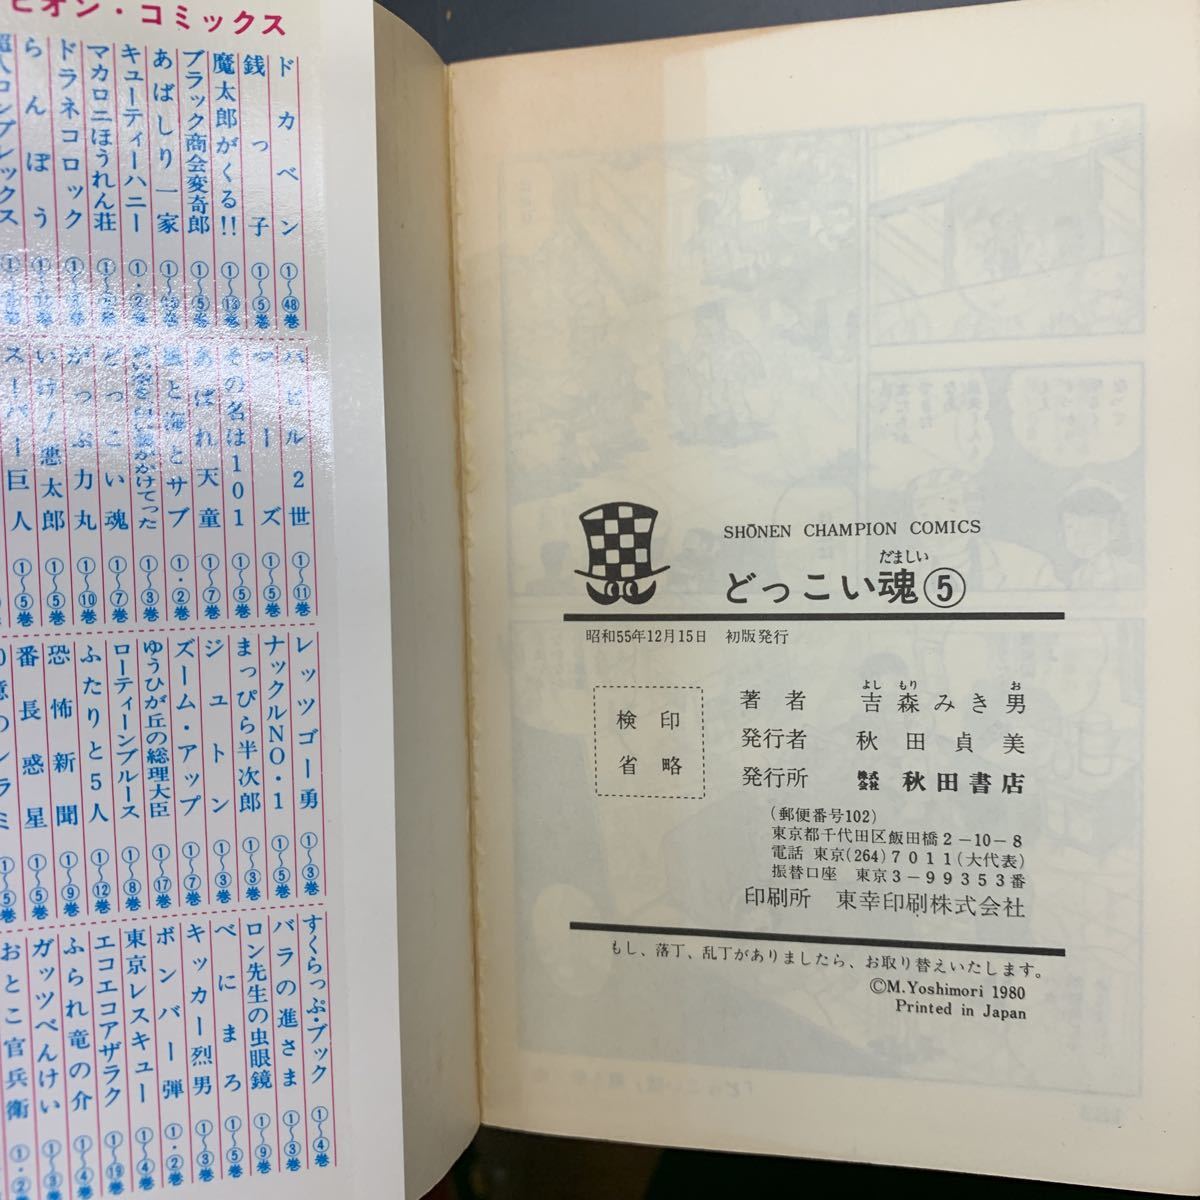 ピオン・コミックス
ドカベン ①〜㊽巻
銭っ子 ①〜⑤巻
魔太郎がくる!! ①〜⑬巻
ブラック商会変奇郎 ①〜⑤巻
あばしり一家
キューティーハニー ①・②巻
マカロニほうれん荘
ドラネコロック
らんぽう
バビル2世 ①〜⑪巻
マーズ ①〜⑤巻
その名は101 ①〜⑤巻
あばれ天童 ①〜⑦巻
風と海とサブ ①・②巻
①〜③巻
どっこい魂 ①〜⑦巻
がっぷ力丸 ①〜⑩巻
いけ!悪太郎 ①〜⑤巻
スーパー巨人 ①〜⑤巻
レッツゴー勇 ①〜③巻
ナックルNO・1 ①〜⑤巻
まっぴら半次郎 ①〜③巻
ジュトン ①〜③巻
ズーム・アップ ①〜⑦巻
ゆうひが丘の総理大臣 ①〜⑰巻
ローティーンブルース ①〜⑧巻
ふたりと5人 ①〜⑫巻
恐怖新聞 ①〜⑨巻
番長惑星 ①〜⑤巻
すくらっぷ・ブック ①〜④巻
バラの進さま ①〜③巻
ロン先生の虫眼鏡 ①〜⑨巻
べにまろ ①〜⑤巻
キッカー烈男 ①〜③巻
ボンバー弾 ①・②巻
東京レスキュー ①〜④巻
エコエコアザラク ①〜⑲巻
ふられ竜の介 ①〜④巻
ガッツべんけい ①〜③巻
おとこ官兵衛 ①・②巻
SHŌNEN CHAMPION COMICS
だましい
どっこい魂⑤
昭和55年12月15日 初版発行
検印
省略
よし もり お
著者 吉森みき男
発行者 秋田貞美
発行所 株式会社 秋田書店
(郵便番号102)
東京都千代田区飯田橋2-10-8
電話 東京(264)7011(大代表)
振替口座 東京3-99353番
印刷所 東幸印刷株式会社
もし、落丁、乱丁がありましたら、お取り替えいたします。
©M.Yoshimori 1980
Printed in Japan